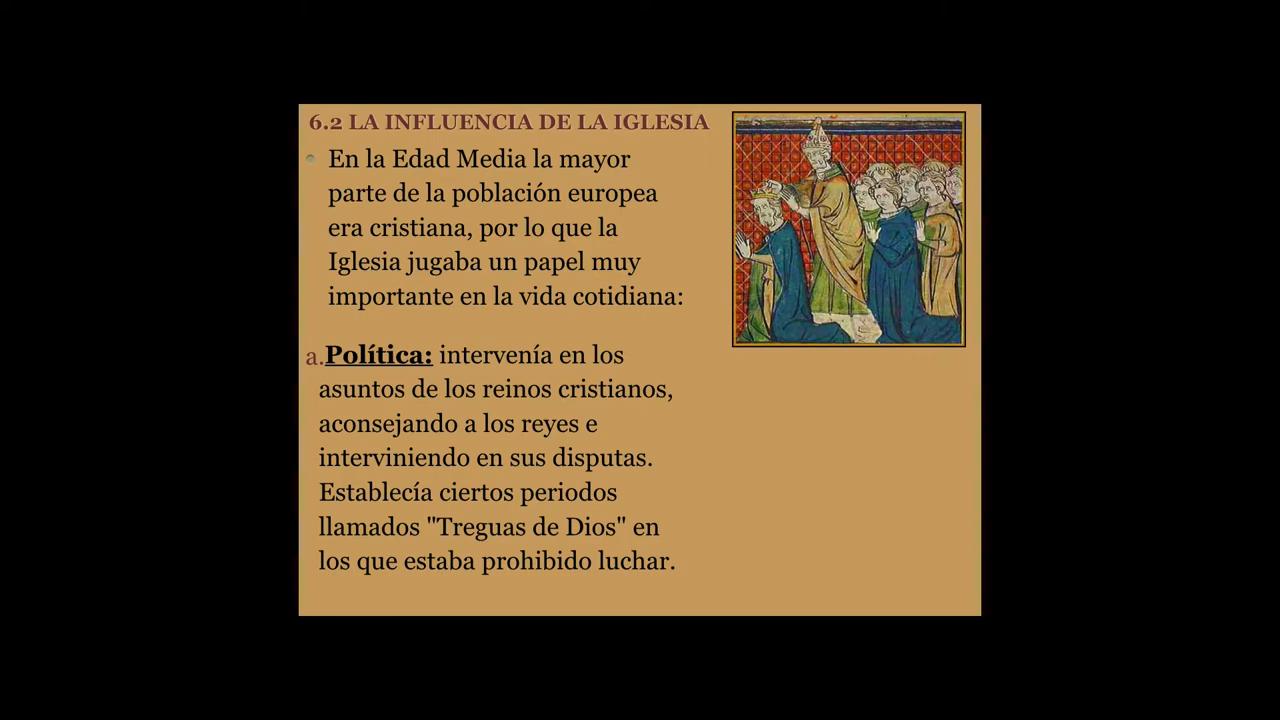 6.2 LA INFLUENCIA DE LA IGLESIA
En la Edad Media la mayor
parte de la población europea
era cristiana, por lo que la
Iglesia jugaba un papel muy
importante en la vida cotidiana:
a.Política: intervenía en los
asuntos de los reinos cristianos,
aconsejando a los reyes e
interviniendo en sus disputas.
Establecía ciertos periodos
llamados "Treguas de Dios" en
los que estaba prohibido luchar.